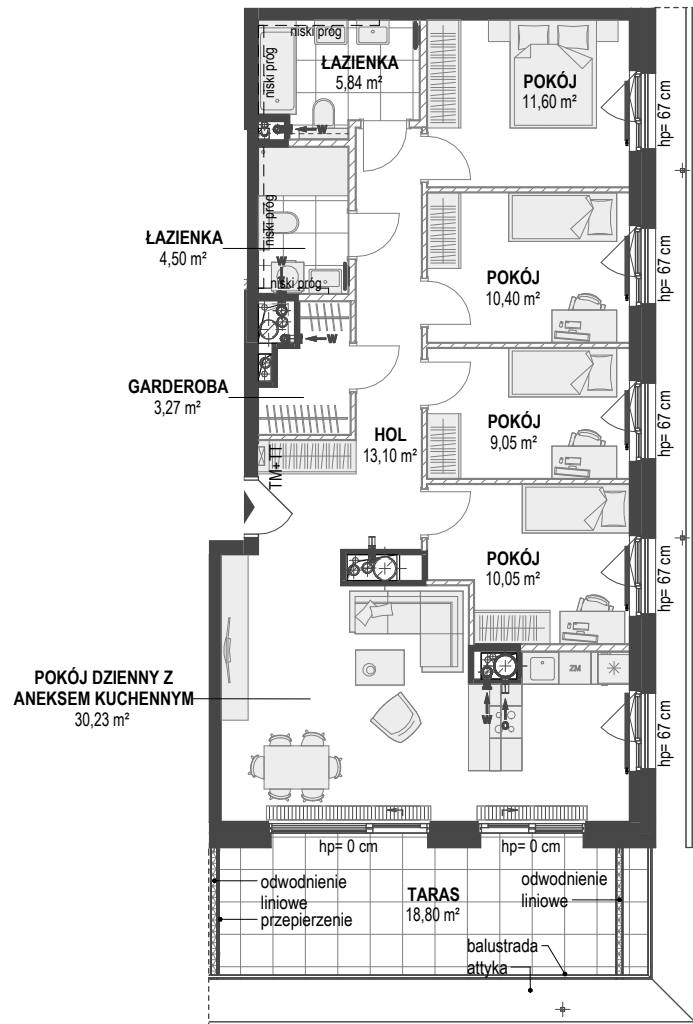 niski próg
niski próg
ŁAZIENKA
5,84 m²
POKÓJ
11,60 m²
hp= 67 cm
W
niski próg
ŁAZIENKA
4,50 m²
W
niski próg
POKÓJ
10,40 m²
hp= 67 cm
W
GARDEROBA
3,27 m²
HOL
13,10 m²
POKÓJ
9,05 m²
hp= 67 cm
TM+TT
POKÓJ
10,05 m²
hp= 67 cm
POKÓJ DZIENNY Z
ANEKSEM KUCHENNYM
30,23 m²
ZM
W
O
hp= 67 cm
hp= 0 cm
hp= 0 cm
odwodnienie
liniowe
przepierzenie
TARAS
18,80 m²
odwodnienie
liniowe
balustrada
attyka